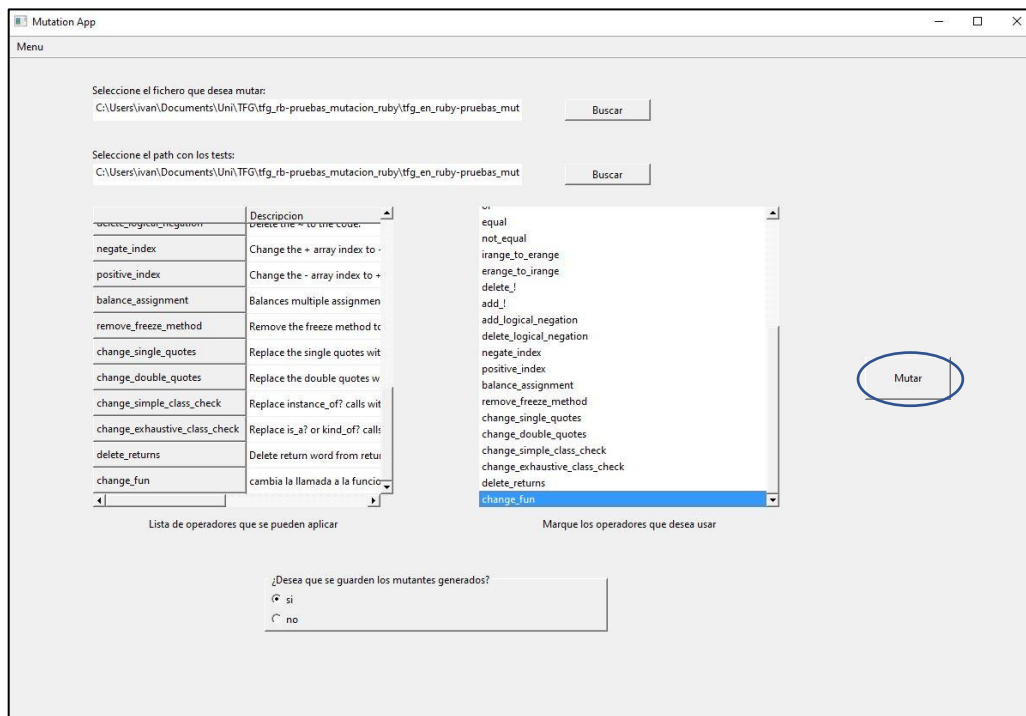 Mutation App
Menu
Seleccione el fichero que desea mutar:
C:\Users\ivan\Documents\Uni\TFG\tfg_rb-pruebas_mutacion_ruby\tfg_en_ruby-pruebas_mut
Buscar
Seleccione el path con los tests:
C:\Users\ivan\Documents\Uni\TFG\tfg_rb-pruebas_mutacion_ruby\tfg_en_ruby-pruebas_mut
Buscar
Descripcion
delete_logical_negation Delete the ~ to the code.
negate_index Change the + array index to -
positive_index Change the - array index to +
balance_assignment Balances multiple assignmen
remove_freeze_method Remove the freeze method to
change_single_quotes Replace the single quotes wit
change_double_quotes Replace the double quotes w
change_simple_class_check Replace instance_of? calls wit
change_exhaustive_class_check Replace is_a? or kind_of? calls
delete_returns Delete return word from retur
change_fun cambia la llamada a la funcio
Lista de operadores que se pueden aplicar
or
equal
not_equal
irange_to_erange
erange_to_irange
delete_!
add_!
add_logical_negation
delete_logical_negation
negate_index
positive_index
balance_assignment
remove_freeze_method
change_single_quotes
change_double_quotes
change_simple_class_check
change_exhaustive_class_check
delete_returns
change_fun
Marque los operadores que desea usar
Mutar
¿Desea que se guarden los mutantes generados?
si
no